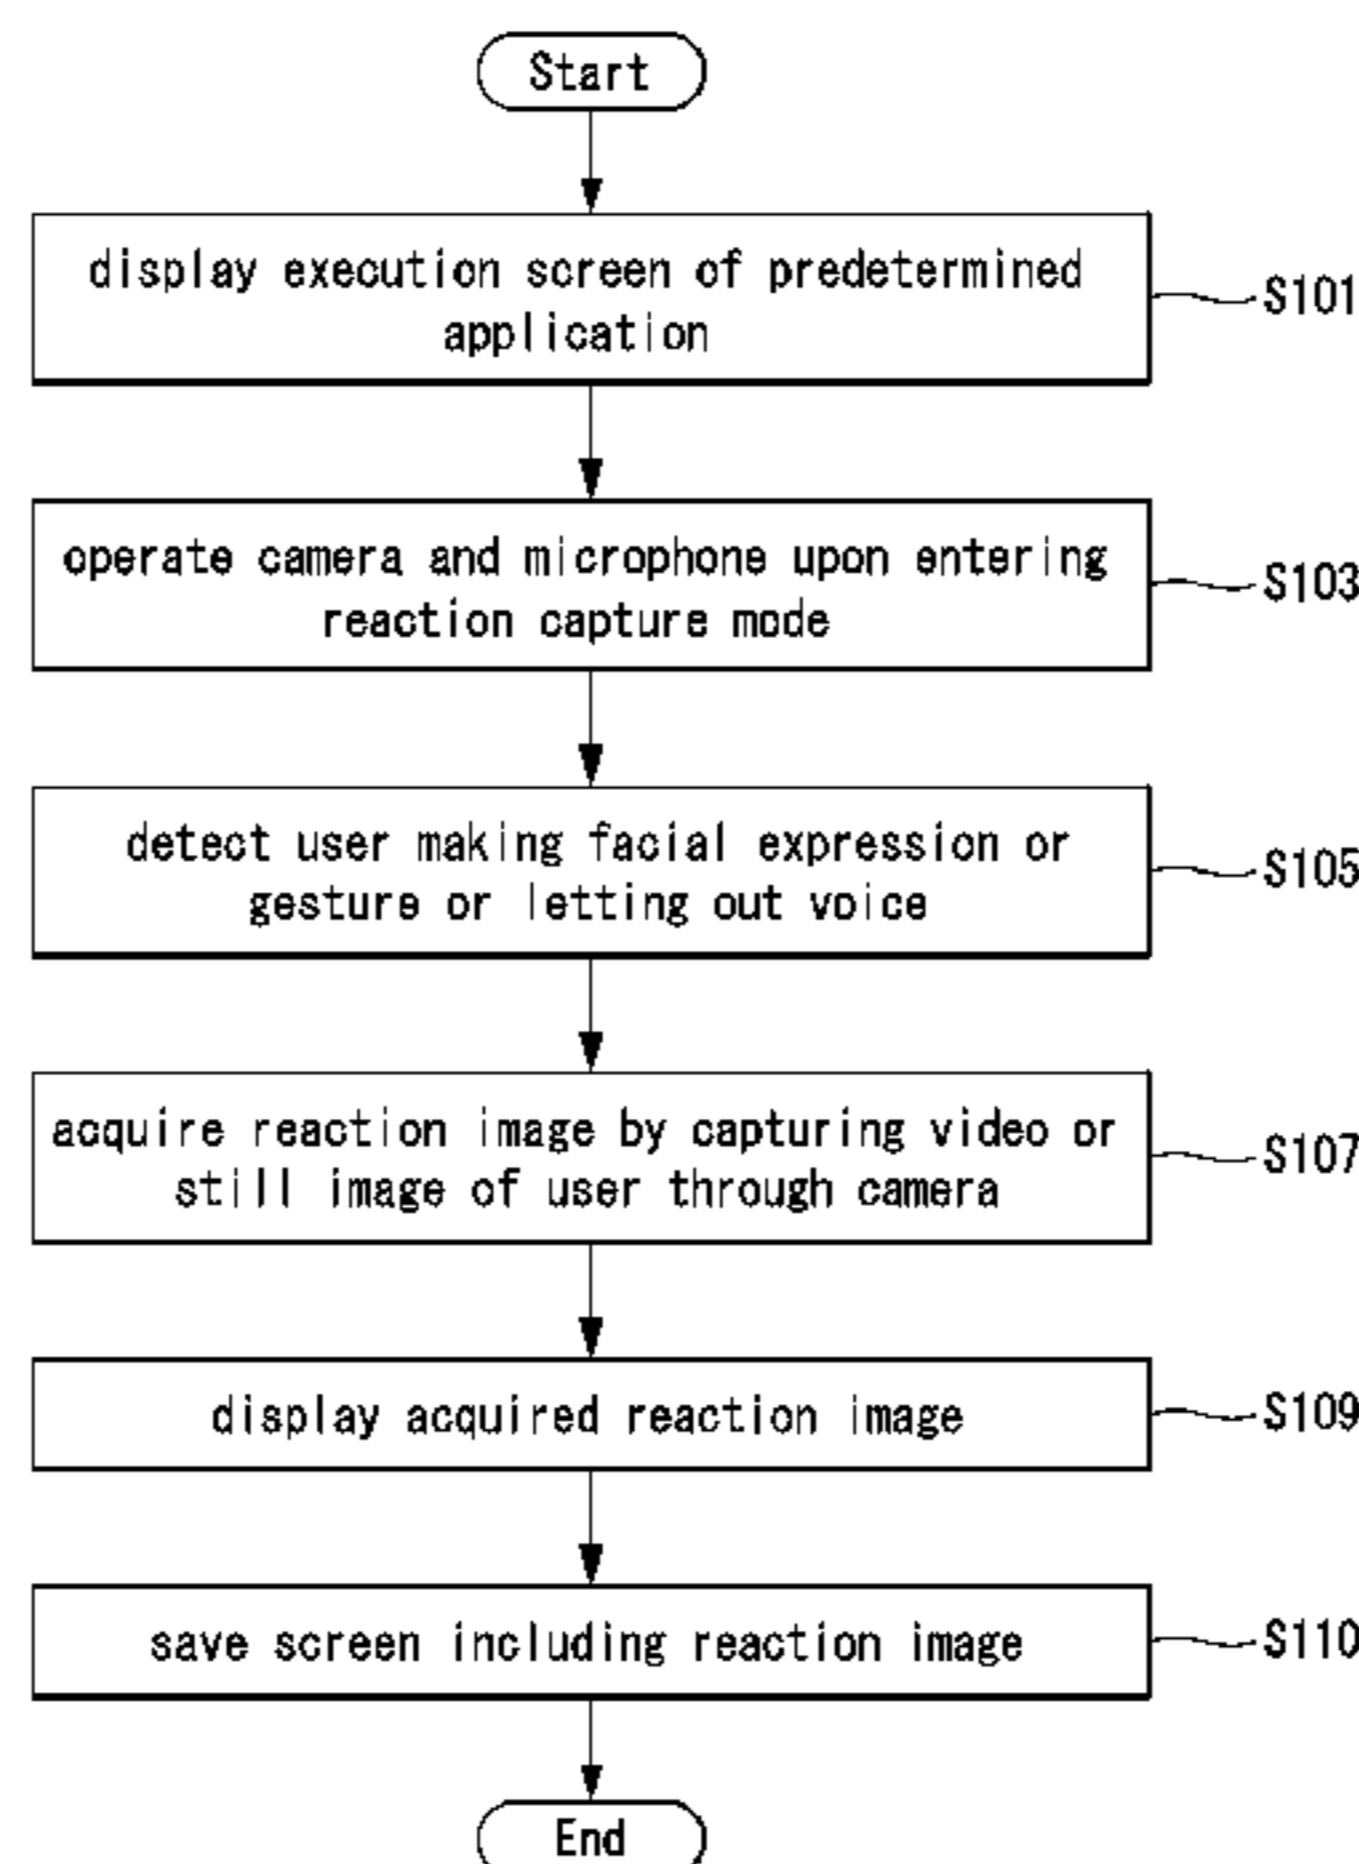 Start
display execution screen of predetermined
application
S101
operate camera and microphone upon entering
reaction capture mode
S103
detect user making facial expression or
gesture or letting out voice
S105
acquire reaction image by capturing video or
still image of user through camera
S107
display acquired reaction image
S109
save screen including reaction image
S110
End